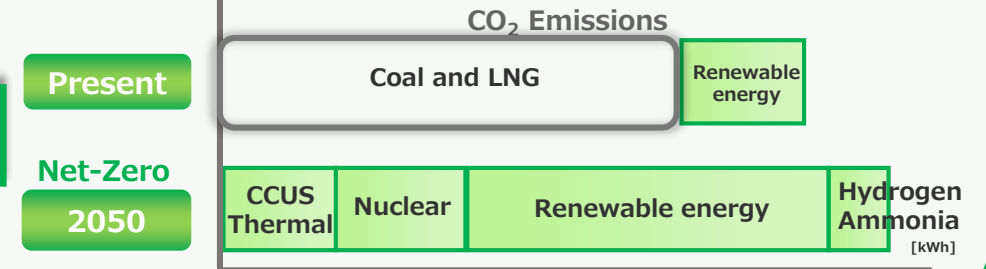 CO₂ Emissions
Present
Coal and LNG
Renewable
energy
Net-Zero
2050
CCUS
Thermal
Nuclear
Renewable energy
Hydrogen
Ammonia
[kWh]